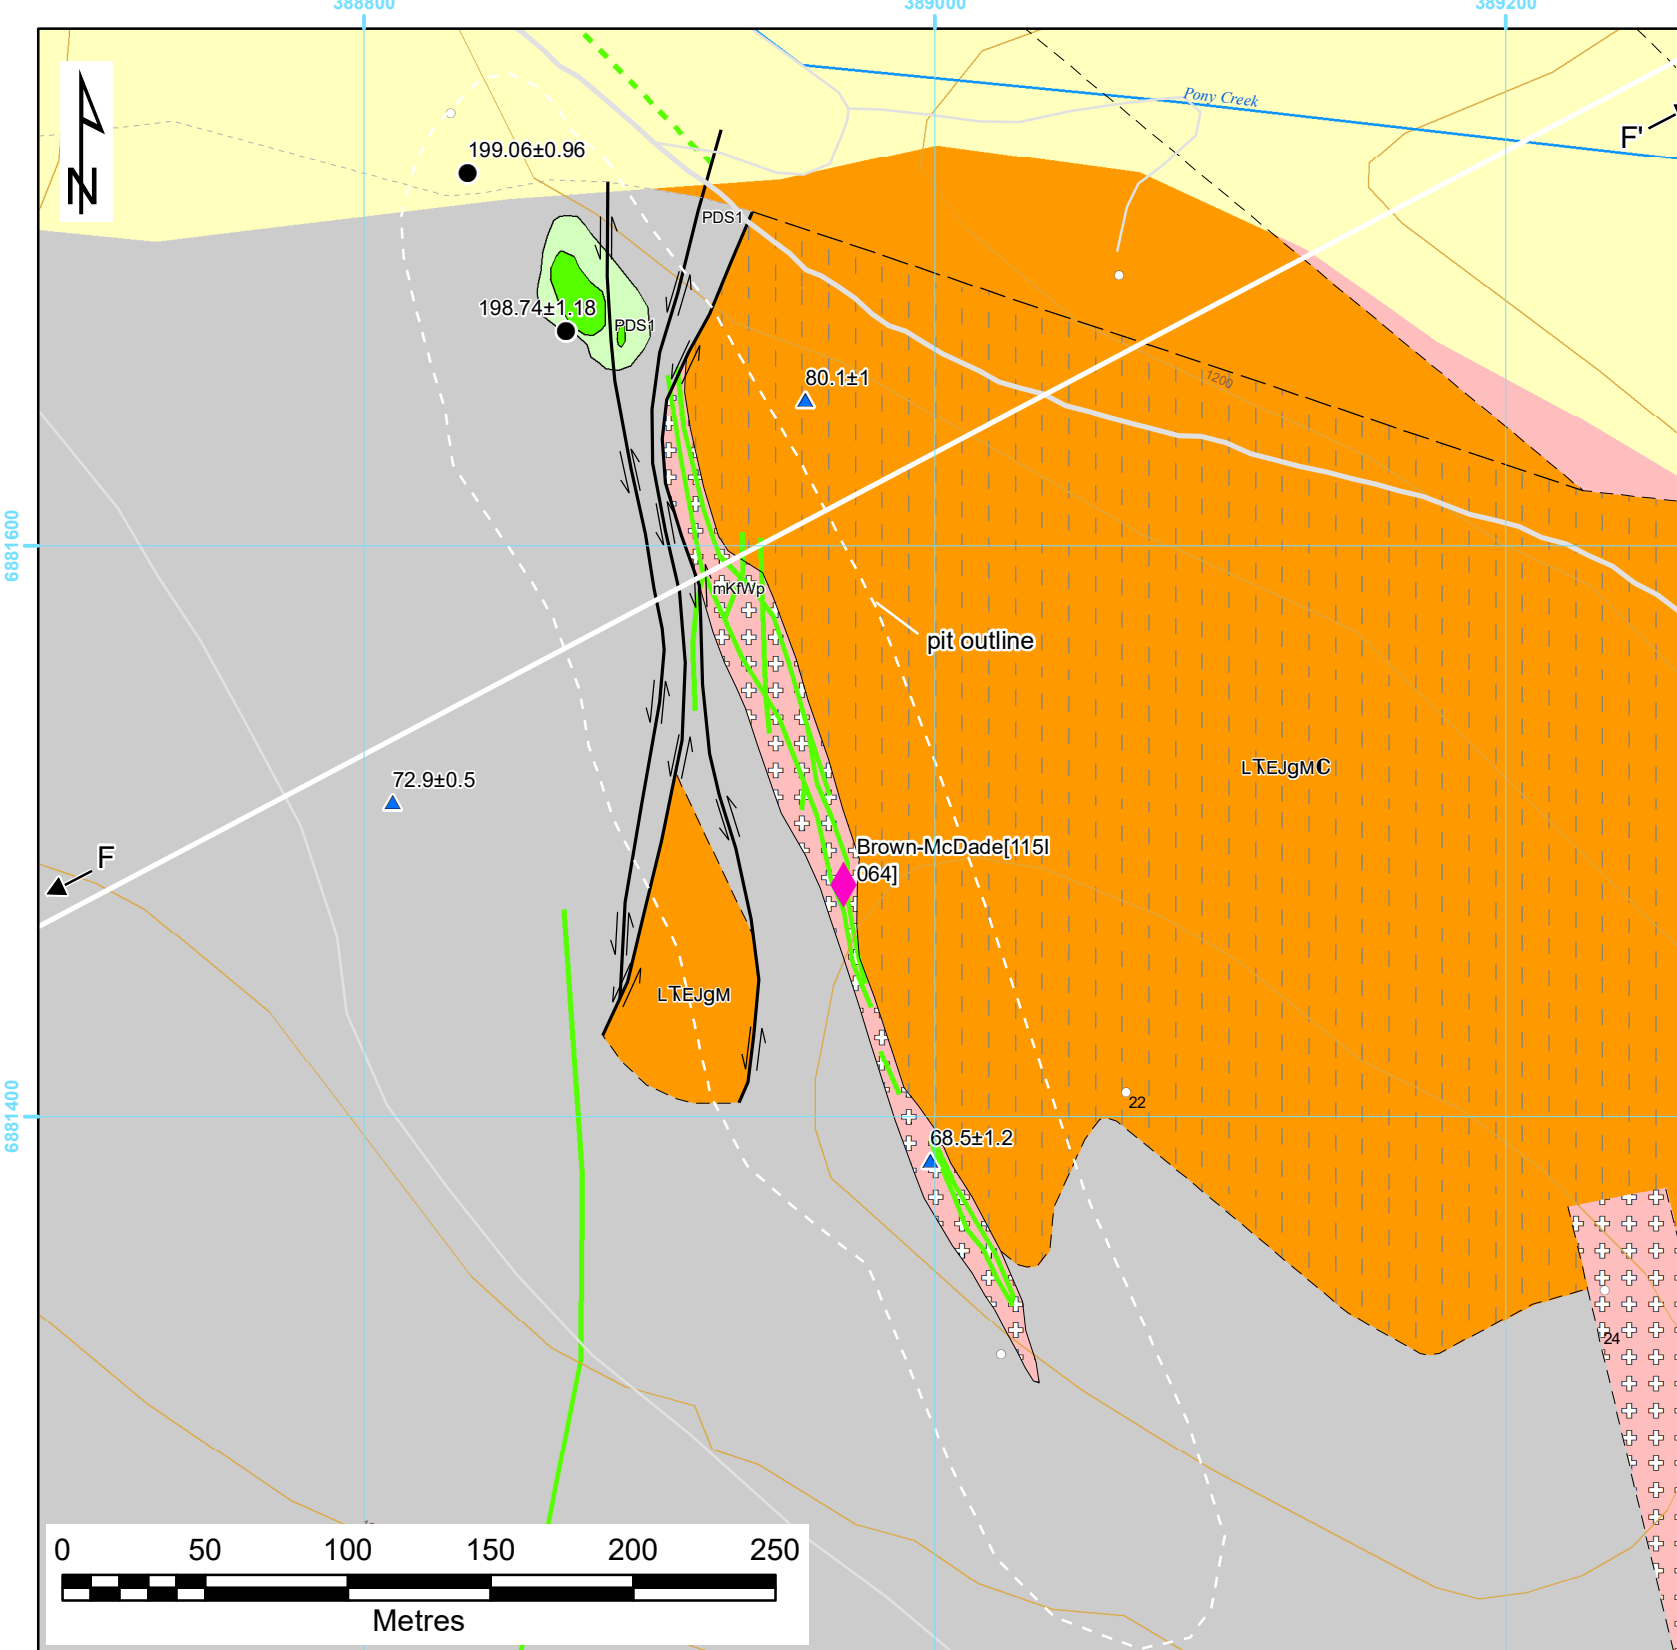 388800
389000
389200
Pony Creek
F'
N
199.06±0.96
PDS1
198.74±1.18
PDS1
80.1±1
1200
6881600
mKfWp
pit outline
72.9±0.5
LTEJgMC
Brown-McDade[115I
064]
F
LTEJgM
22
6881400
68.5±1.2
24
0 50 100 150 200 250
Metres